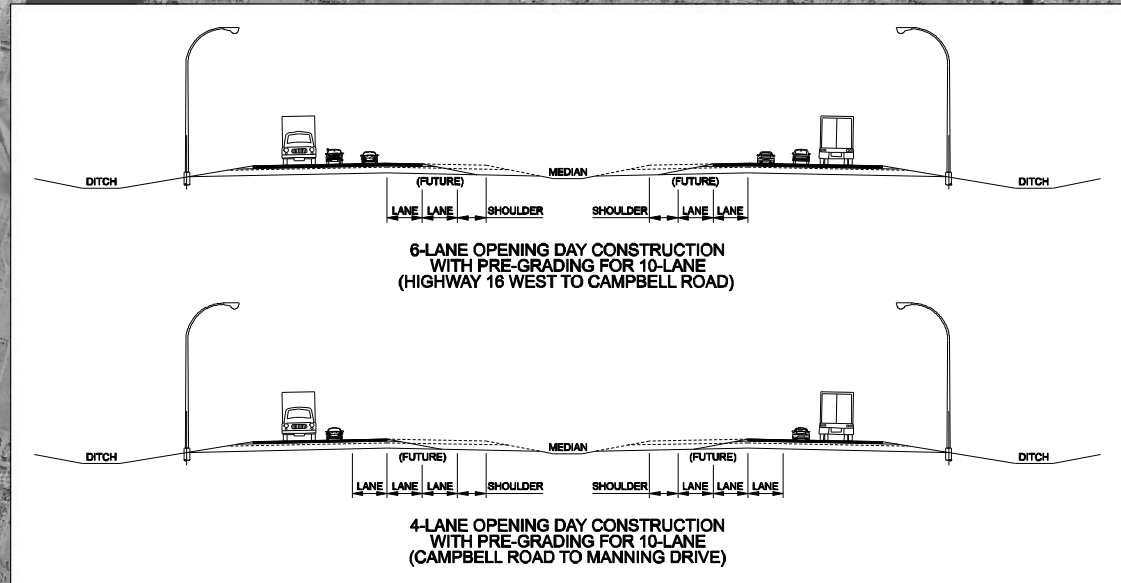 DITCH MEDIAN DITCH
(FUTURE) (FUTURE)
LANE LANE SHOULDER SHOULDER LANE LANE
6-LANE OPENING DAY CONSTRUCTION
WITH PRE-GRADING FOR 10-LANE
(HIGHWAY 16 WEST TO CAMPBELL ROAD)
DITCH MEDIAN DITCH
(FUTURE) (FUTURE)
LANE LANE LANE SHOULDER SHOULDER LANE LANE LANE
4-LANE OPENING DAY CONSTRUCTION
WITH PRE-GRADING FOR 10-LANE
(CAMPBELL ROAD TO MANNING DRIVE)